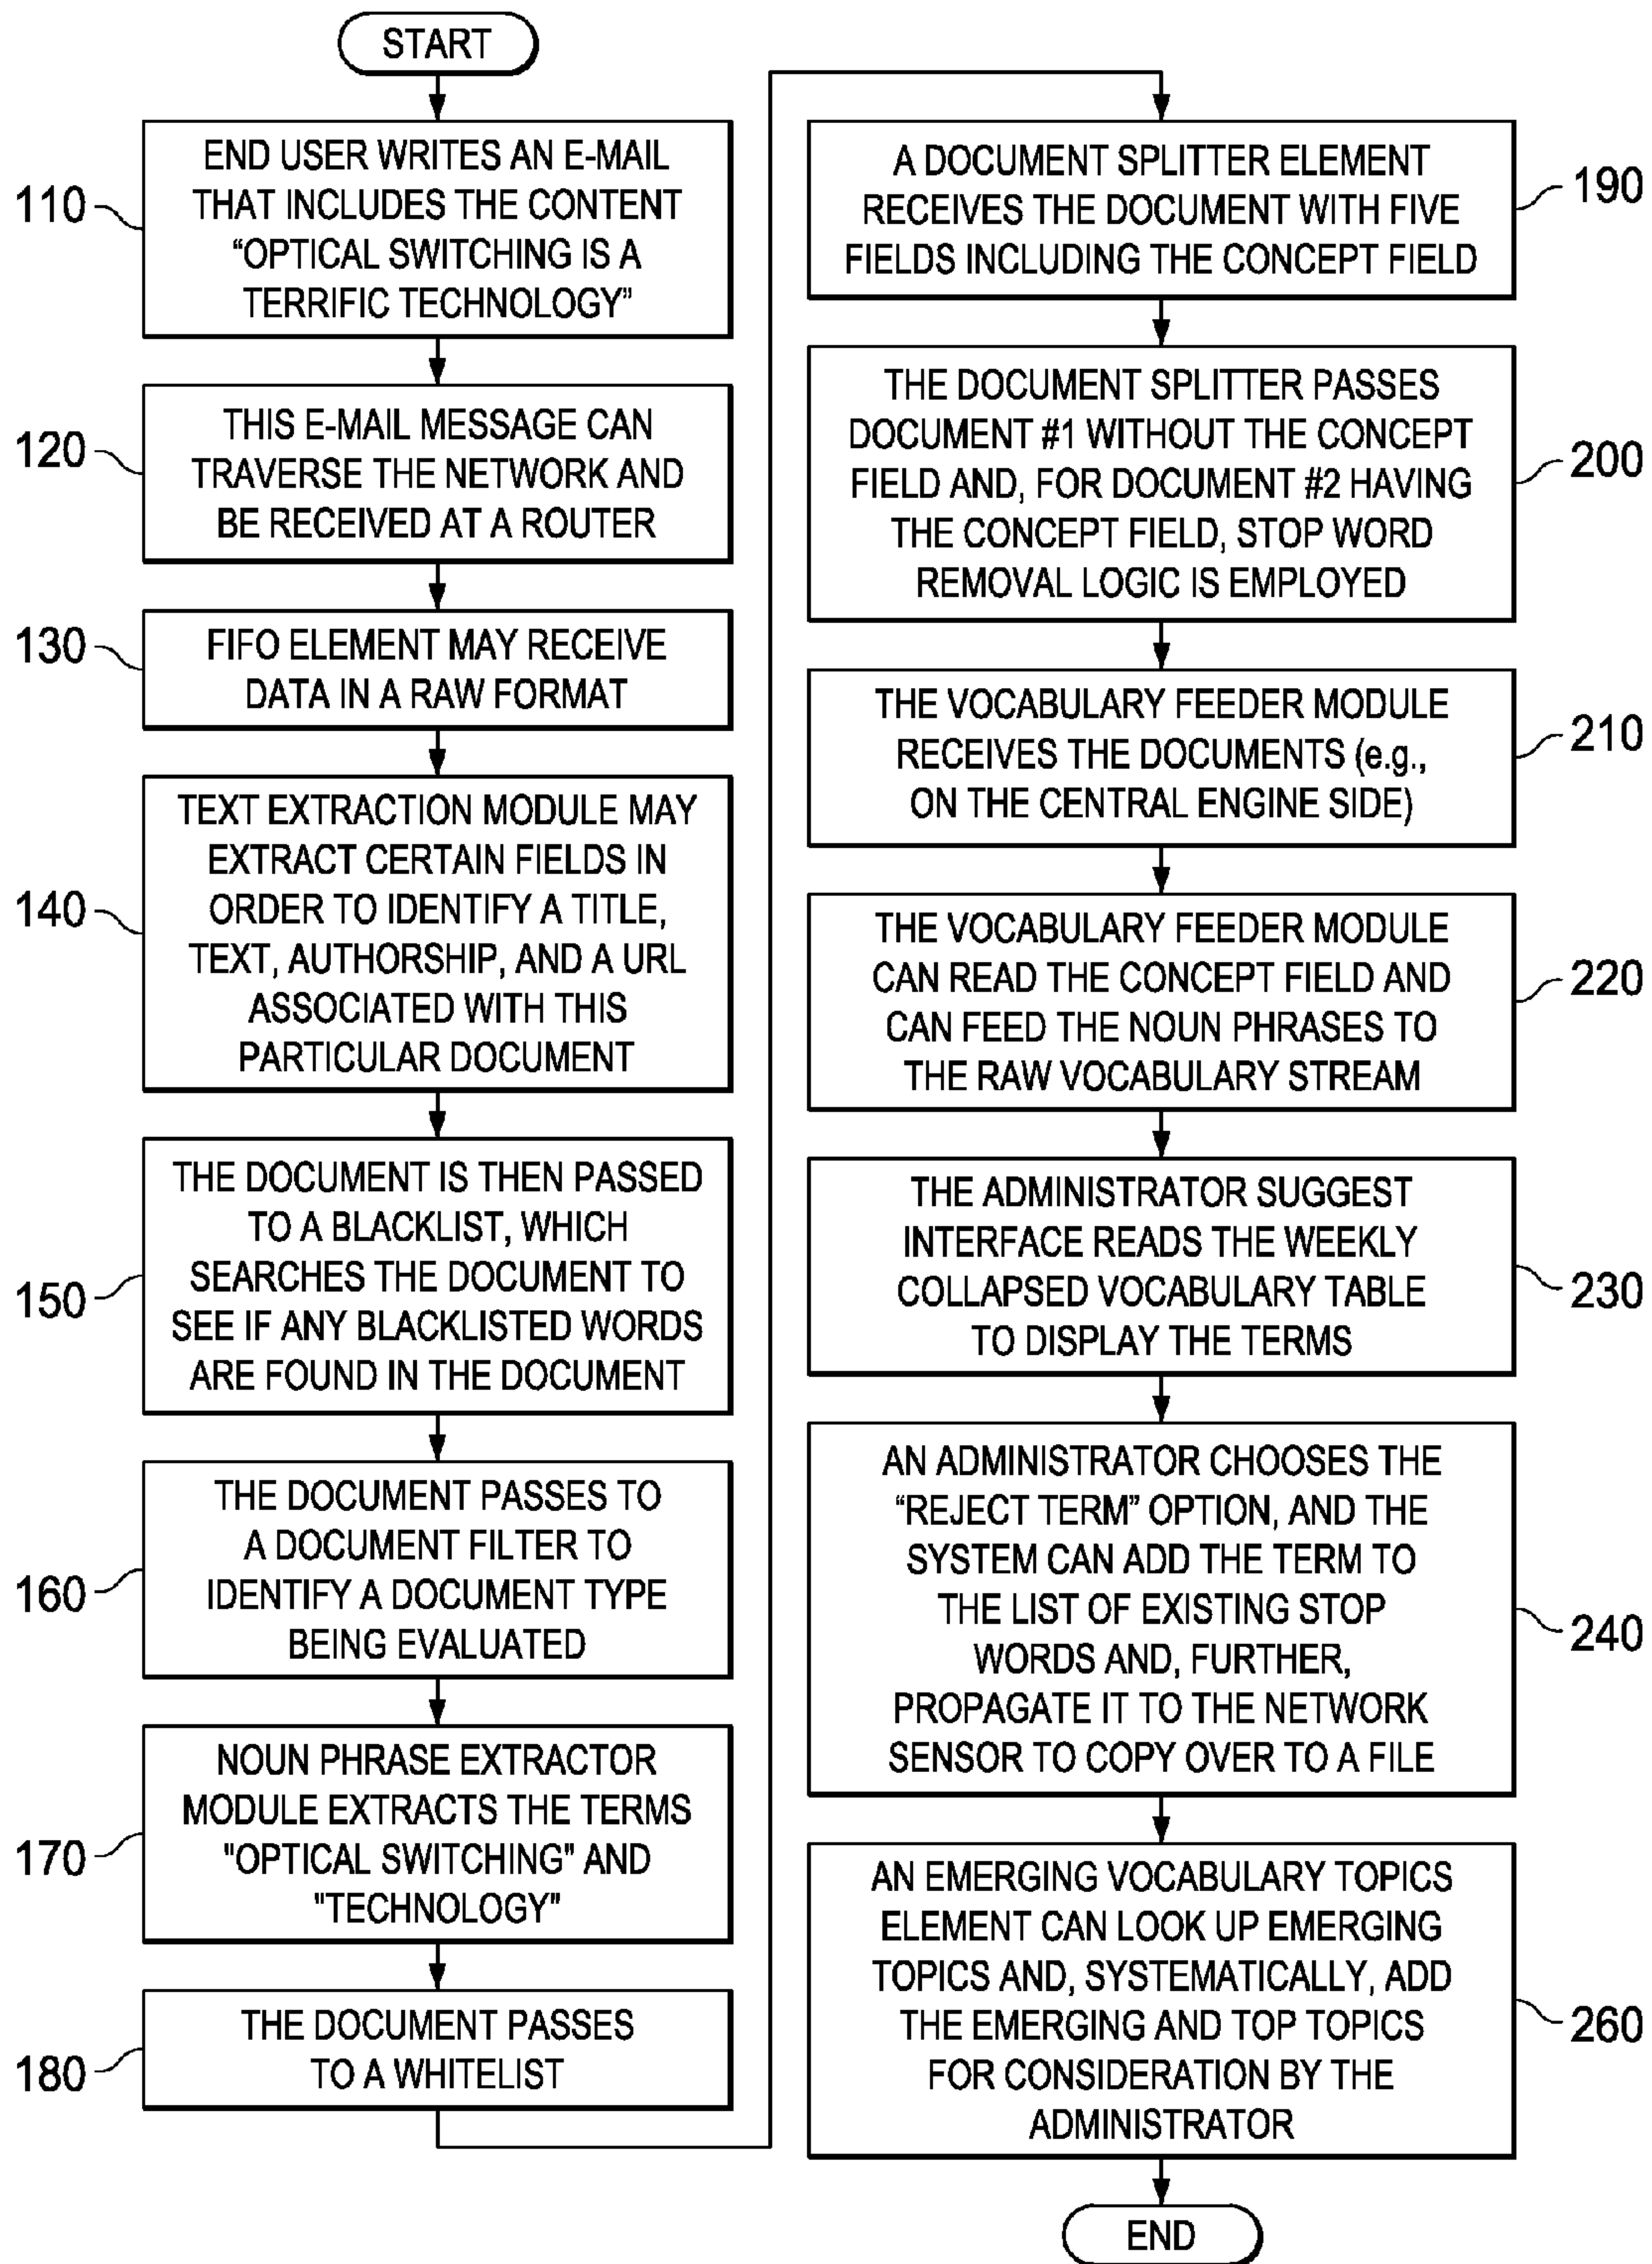 START
110
END USER WRITES AN E-MAIL
THAT INCLUDES THE CONTENT
“OPTICAL SWITCHING IS A
TERRIFIC TECHNOLOGY”
120
THIS E-MAIL MESSAGE CAN
TRAVERSE THE NETWORK AND
BE RECEIVED AT A ROUTER
130
FIFO ELEMENT MAY RECEIVE
DATA IN A RAW FORMAT
140
TEXT EXTRACTION MODULE MAY
EXTRACT CERTAIN FIELDS IN
ORDER TO IDENTIFY A TITLE,
TEXT, AUTHORSHIP, AND A URL
ASSOCIATED WITH THIS
PARTICULAR DOCUMENT
150
THE DOCUMENT IS THEN PASSED
TO A BLACKLIST, WHICH
SEARCHES THE DOCUMENT TO
SEE IF ANY BLACKLISTED WORDS
ARE FOUND IN THE DOCUMENT
160
THE DOCUMENT PASSES TO
A DOCUMENT FILTER TO
IDENTIFY A DOCUMENT TYPE
BEING EVALUATED
170
NOUN PHRASE EXTRACTOR
MODULE EXTRACTS THE TERMS
"OPTICAL SWITCHING" AND
"TECHNOLOGY"
180
THE DOCUMENT PASSES
TO A WHITELIST
A DOCUMENT SPLITTER ELEMENT
RECEIVES THE DOCUMENT WITH FIVE
FIELDS INCLUDING THE CONCEPT FIELD
190
THE DOCUMENT SPLITTER PASSES
DOCUMENT #1 WITHOUT THE CONCEPT
FIELD AND, FOR DOCUMENT #2 HAVING
THE CONCEPT FIELD, STOP WORD
REMOVAL LOGIC IS EMPLOYED
200
THE VOCABULARY FEEDER MODULE
RECEIVES THE DOCUMENTS (e.g.,
ON THE CENTRAL ENGINE SIDE)
210
THE VOCABULARY FEEDER MODULE
CAN READ THE CONCEPT FIELD AND
CAN FEED THE NOUN PHRASES TO
THE RAW VOCABULARY STREAM
220
THE ADMINISTRATOR SUGGEST
INTERFACE READS THE WEEKLY
COLLAPSED VOCABULARY TABLE
TO DISPLAY THE TERMS
230
AN ADMINISTRATOR CHOOSES THE
“REJECT TERM” OPTION, AND THE
SYSTEM CAN ADD THE TERM TO
THE LIST OF EXISTING STOP
WORDS AND, FURTHER,
PROPAGATE IT TO THE NETWORK
SENSOR TO COPY OVER TO A FILE
240
AN EMERGING VOCABULARY TOPICS
ELEMENT CAN LOOK UP EMERGING
TOPICS AND, SYSTEMATICALLY, ADD
THE EMERGING AND TOP TOPICS
FOR CONSIDERATION BY THE
ADMINISTRATOR
260
END